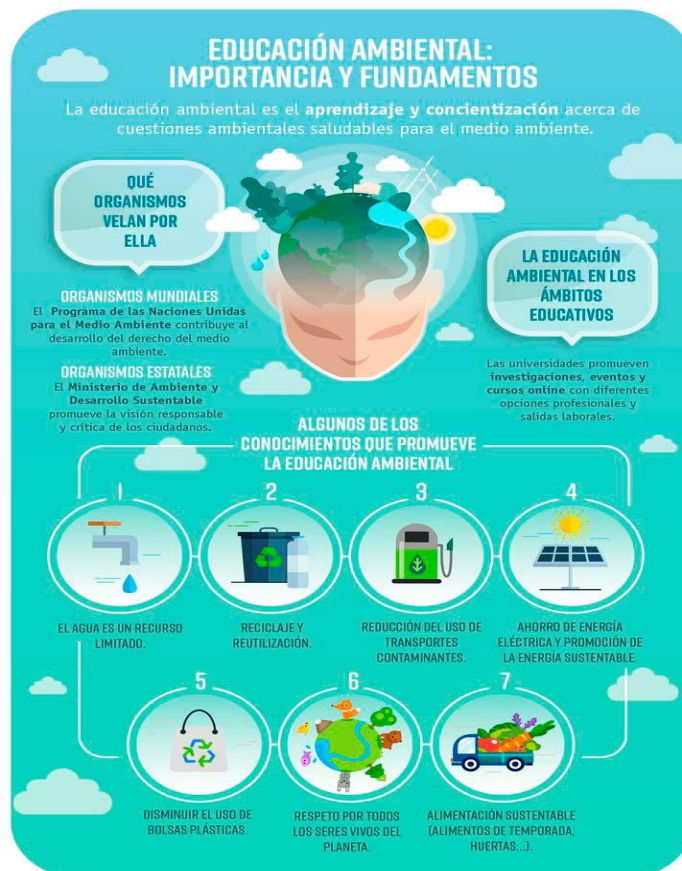 EDUCACIÓN AMBIENTAL:
IMPORTANCIA Y FUNDAMENTOS
La educación ambiental es el aprendizaje y concientización acerca de
cuestiones ambientales saludables para el medio ambiente.
QUÉ
ORGANISMOS
VELAN POR
ELLA
ORGANISMOS MUNDIALES
El Programa de las Naciones Unidas
para el Medio Ambiente contribuye al
desarrollo del derecho del medio
ambiente.
ORGANISMOS ESTATALES
El Ministerio de Ambiente y
Desarrollo Sustentable
promueve la visión responsable
y crítica de los ciudadanos.
LA EDUCACIÓN
AMBIENTAL EN LOS
ÁMBITOS
EDUCATIVOS
Las universidades promueven
investigaciones, eventos y
cursos online con diferentes
opciones profesionales y
salidas laborales.
ALGUNOS DE LOS
CONOCIMIENTOS QUE PROMUEVE
LA EDUCACIÓN AMBIENTAL
1
EL AGUA ES UN RECURSO
LIMITADO.
2
RECICLAJE Y
REUTILIZACIÓN.
3
REDUCCIÓN DEL USO DE
TRANSPORTES
CONTAMINANTES.
4
AHORRO DE ENERGÍA
ELÉCTRICA Y PROMOCIÓN DE
LA ENERGÍA SUSTENTABLE.
5
DISMINUIR EL USO DE
BOLSAS PLÁSTICAS.
6
RESPETO POR TODOS
LOS SERES VIVOS DEL
PLANETA.
7
ALIMENTACIÓN SUSTENTABLE
(ALIMENTOS DE TEMPORADA,
HUERTAS...).